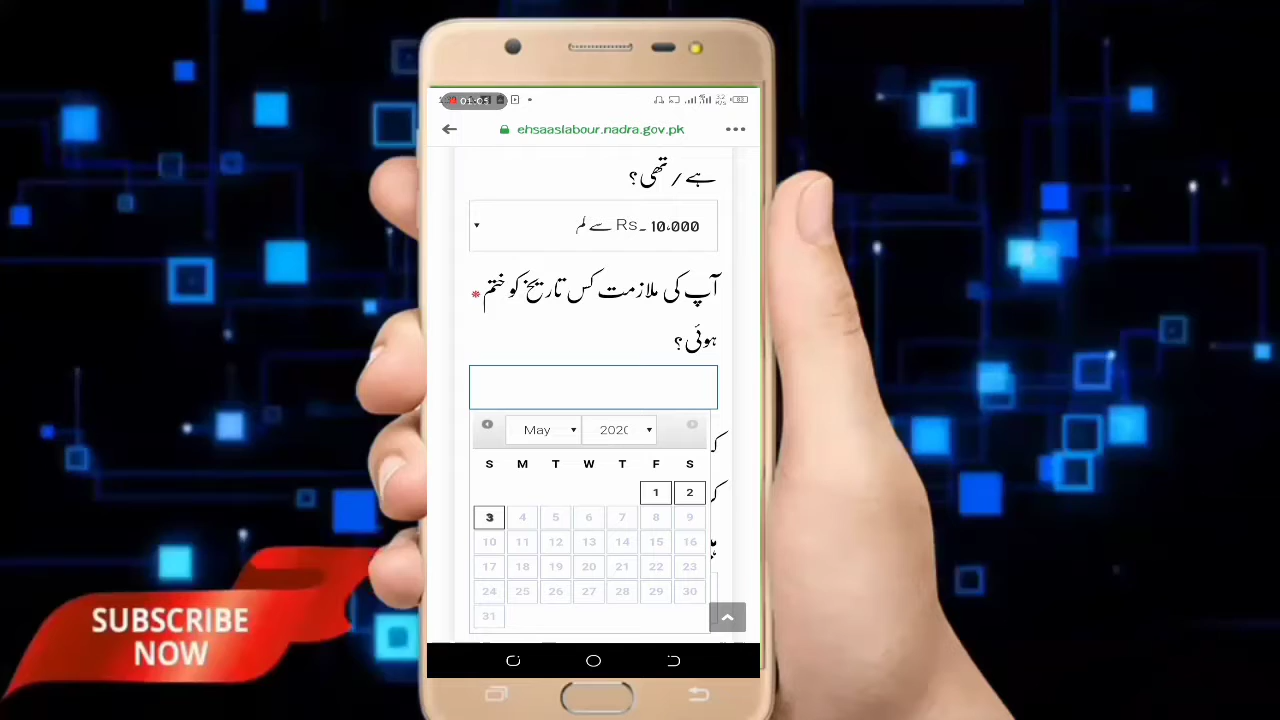 01:05
ehsaaslabour.nadra.gov.pk
ہے / تھی؟
Rs۔ 10,000 سے کم
آپ کی ملازمت کس تاریخ کو ختم *
ہوئی؟
May 2020
S M T W T F S
1 2
3 4 5 6 7 8 9
10 11 12 13 14 15 16
17 18 19 20 21 22 23
24 25 26 27 28 29 30
31
SUBSCRIBE
NOW